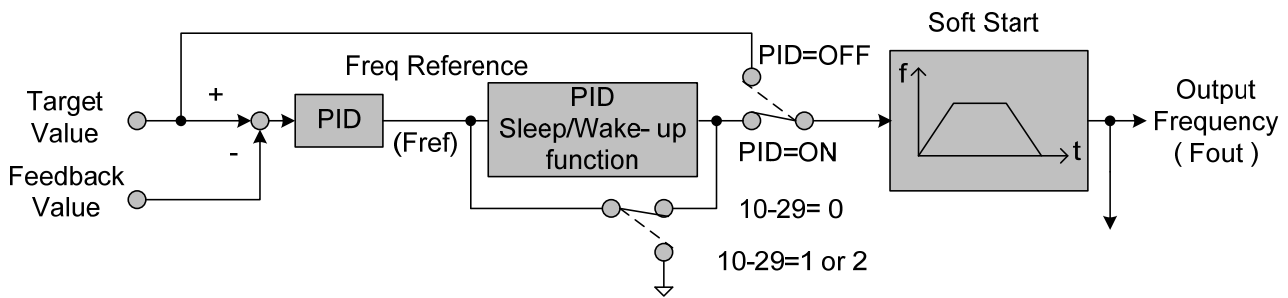 Soft Start
PID=OFF
Freq Reference
f
Target
Value
+
PID
PID
Sleep/Wake- up
function
Output
Frequency
( Fout )
(Fref)
-
PID=ON
t
Feedback
Value
10-29= 0
10-29=1 or 2